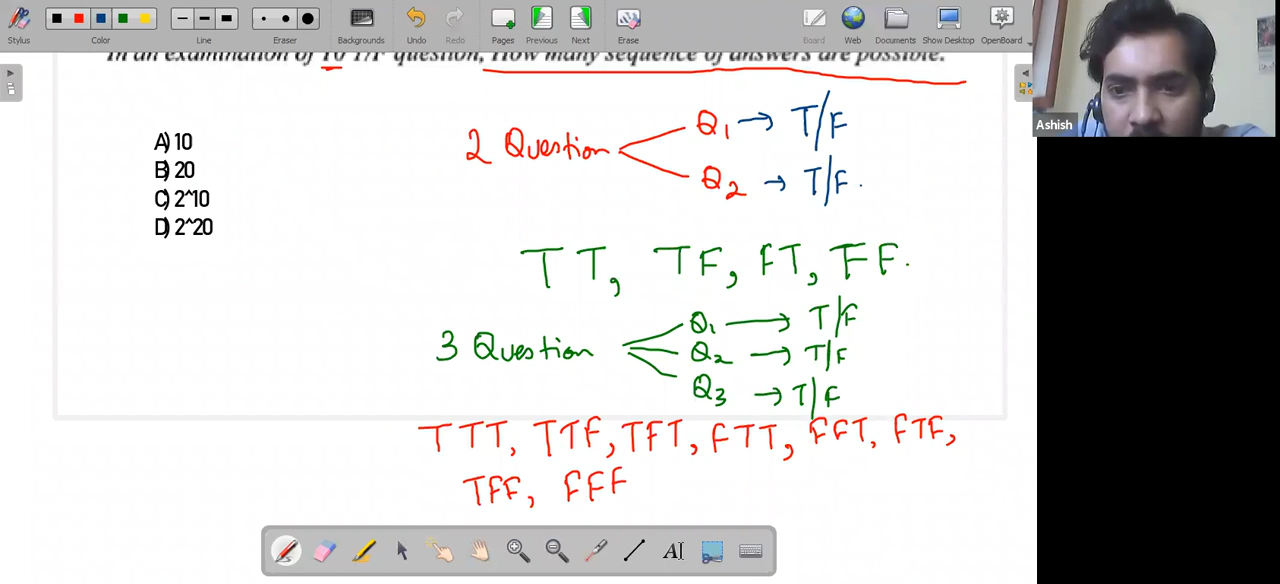 Stylus
Color
Line
Eraser
Backgrounds
Undo
Redo
Pages
Previous
Next
Erase
Board
Web
Documents
Show Desktop
OpenBoard
In an examination of 10 T/F question, How many sequence of answers are possible.
Ashish
A) 10
B) 20
C) 2^10
D) 2^20
2 Question
Q1 → T/F
Q2 → T/F.
TT, TF, FT, FF.
3 Question
Q1 → T/F
Q2 → T/F
Q3 → T/F
TTT, TTF, TFT, FTT, FFT, FTF,
TFF, FFF
AI